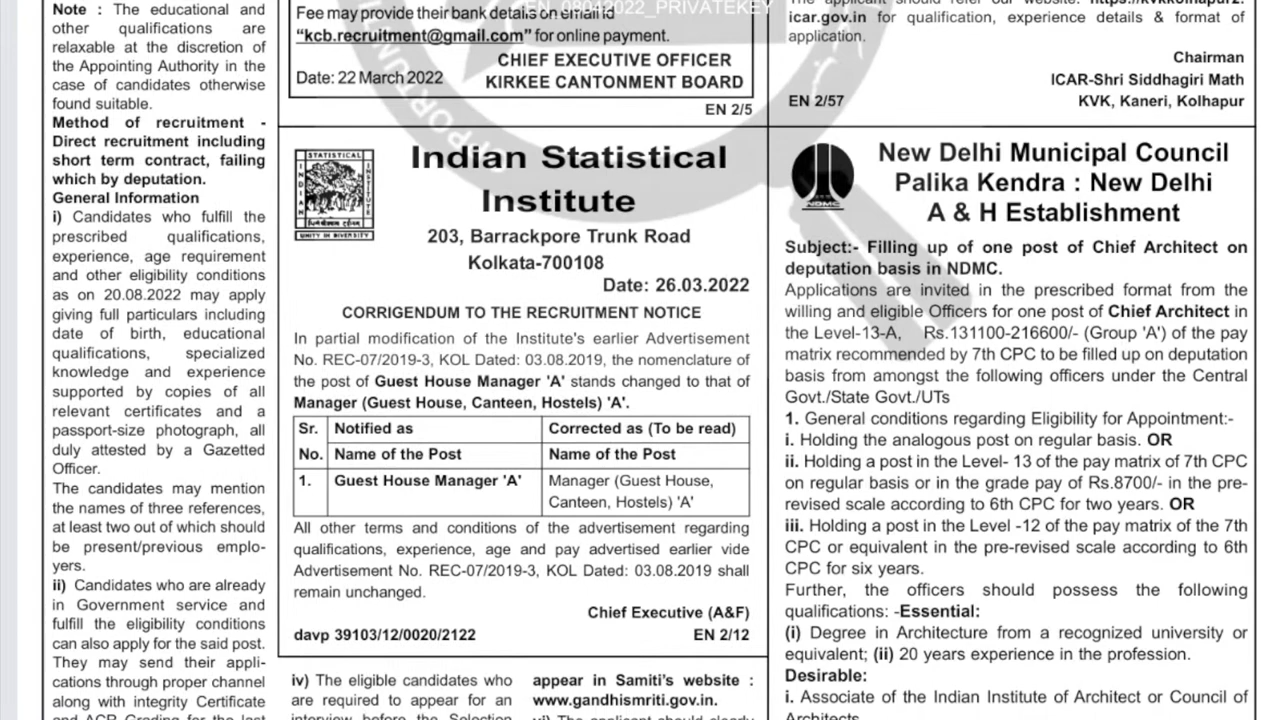 Note : The educational and
other qualifications are
relaxable at the discretion of
the Appointing Authority in the
case of candidates otherwise
found suitable.
Method of recruitment -
Direct recruitment including
short term contract, failing
which by deputation.
General Information
i) Candidates who fulfill the
prescribed qualifications,
experience, age requirement
and other eligibility conditions
as on 20.08.2022 may apply
giving full particulars including
date of birth, educational
qualifications, specialized
knowledge and experience
supported by copies of all
relevant certificates and a
passport-size photograph, all
duly attested by a Gazetted
Officer.
The candidates may mention
the names of three references,
at least two out of which should
be present/previous emplo-
yers.
ii) Candidates who are already
in Government service and
fulfill the eligibility conditions
can also apply for the said post.
They may send their appli-
cations through proper channel
along with integrity Certificate
and ACR Grading for the last
Fee may provide their bank details on email id
"kcb.recruitment@gmail.com" for online payment.
CHIEF EXECUTIVE OFFICER
Date: 22 March 2022 KIRKEE CANTONMENT BOARD
EN 2/5
EN_08042022_PRIVATEKEY
STATISTICAL
INDIAN
INSTITUTE
UNITY IN DIVERSITY
Indian Statistical
Institute
203, Barrackpore Trunk Road
Kolkata-700108
Date: 26.03.2022
CORRIGENDUM TO THE RECRUITMENT NOTICE
In partial modification of the Institute's earlier Advertisement
No. REC-07/2019-3, KOL Dated: 03.08.2019, the nomenclature of
the post of Guest House Manager 'A' stands changed to that of
Manager (Guest House, Canteen, Hostels) 'A'.
Sr. Notified as Corrected as (To be read)
No. Name of the Post Name of the Post
1. Guest House Manager 'A' Manager (Guest House,
Canteen, Hostels) 'A'
All other terms and conditions of the advertisement regarding
qualifications, experience, age and pay advertised earlier vide
Advertisement No. REC-07/2019-3, KOL Dated: 03.08.2019 shall
remain unchanged.
Chief Executive (A&F)
davp 39103/12/0020/2122 EN 2/12
iv) The eligible candidates who
are required to appear for an
interview before the Selection
appear in Samiti's website :
www.gandhismriti.gov.in.
vi) The applicant should clearly
icar.gov.in for qualification, experience details & format of
application.
Chairman
ICAR-Shri Siddhagiri Math
EN 2/57 KVK, Kaneri, Kolhapur
NDMC
New Delhi Municipal Council
Palika Kendra : New Delhi
A & H Establishment
Subject:- Filling up of one post of Chief Architect on
deputation basis in NDMC.
Applications are invited in the prescribed format from the
willing and eligible Officers for one post of Chief Architect in
the Level-13-A, Rs.131100-216600/- (Group 'A') of the pay
matrix recommended by 7th CPC to be filled up on deputation
basis from amongst the following officers under the Central
Govt./State Govt./UTs
1. General conditions regarding Eligibility for Appointment:-
i. Holding the analogous post on regular basis. OR
ii. Holding a post in the Level- 13 of the pay matrix of 7th CPC
on regular basis or in the grade pay of Rs.8700/- in the pre-
revised scale according to 6th CPC for two years. OR
iii. Holding a post in the Level -12 of the pay matrix of the 7th
CPC or equivalent in the pre-revised scale according to 6th
CPC for six years.
Further, the officers should possess the following
qualifications: -Essential:
(i) Degree in Architecture from a recognized university or
equivalent; (ii) 20 years experience in the profession.
Desirable:
i. Associate of the Indian Institute of Architect or Council of
Architects